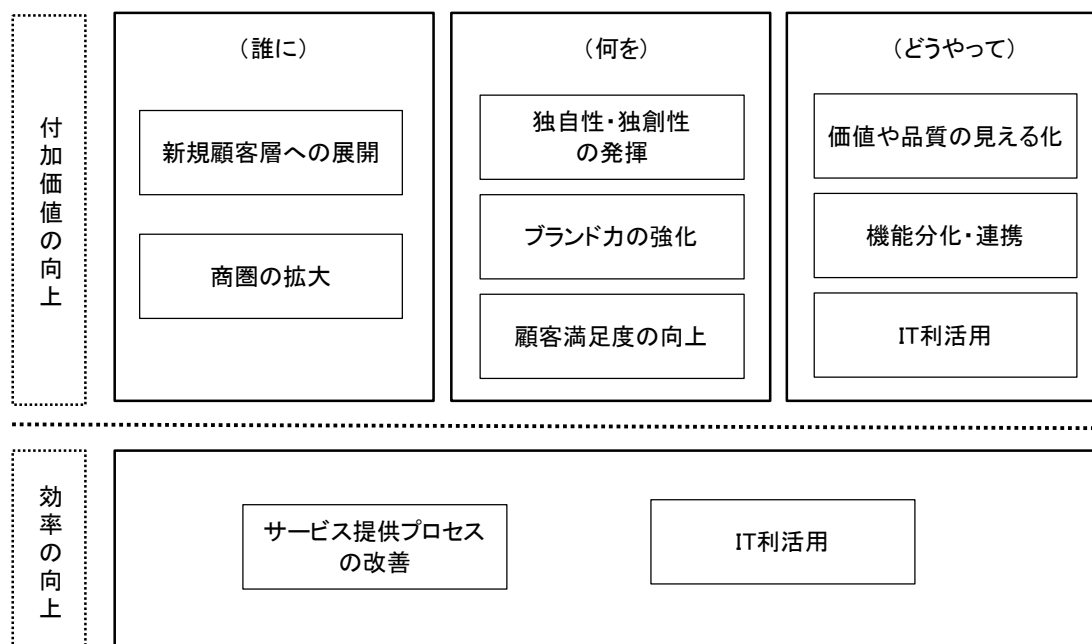 付加価値の向上
（誰に）
新規顧客層への展開
商圏の拡大
（何を）
独自性・独創性
の発揮
ブランド力の強化
顧客満足度の向上
（どうやって）
価値や品質の見える化
機能分化・連携
IT利活用
効率の向上
サービス提供プロセス
の改善
IT利活用